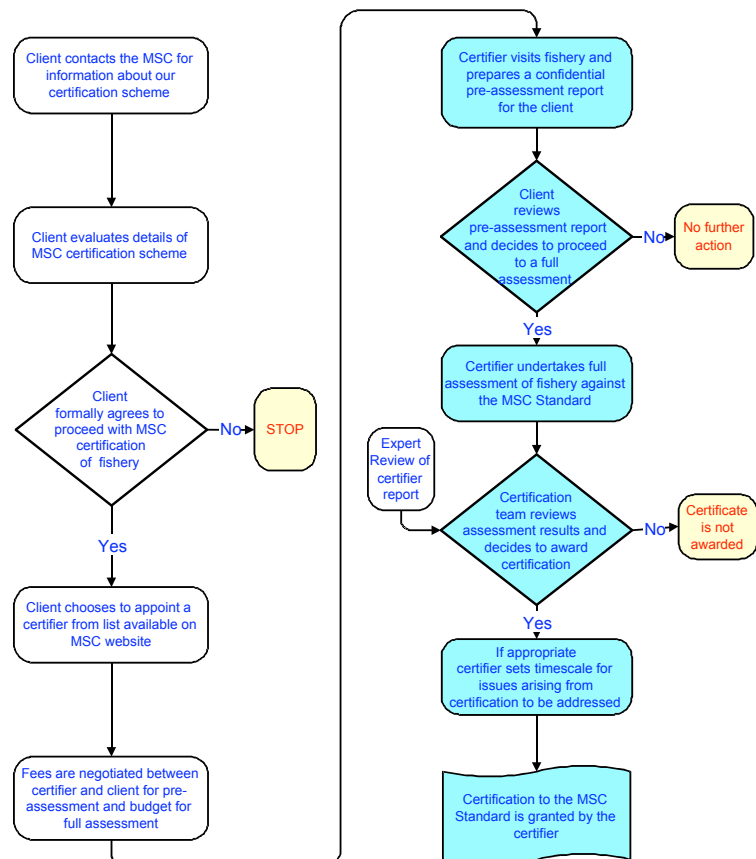 Client contacts the MSC for
information about our
certification scheme
Client evaluates details of
MSC certification scheme
Client
formally agrees to
proceed with MSC
certification
of fishery
No
STOP
Yes
Client chooses to appoint a
certifier from list available on
MSC website
Fees are negotiated between
certifier and client for pre-
assessment and budget for
full assessment
Certifier visits fishery and
prepares a confidential
pre-assessment report
for the client
Client
reviews
pre-assessment report
and decides to proceed
to a full
assessment
No
No further
action
Yes
Certifier undertakes full
assessment of fishery against
the MSC Standard
Expert
Review of
certifier
report
Certification
team reviews
assessment results and
decides to award
certification
No
Certificate
is not
awarded
Yes
If appropriate
certifier sets timescale for
issues arising from
certification to be addressed
Certification to the MSC
Standard is granted by the
certifier